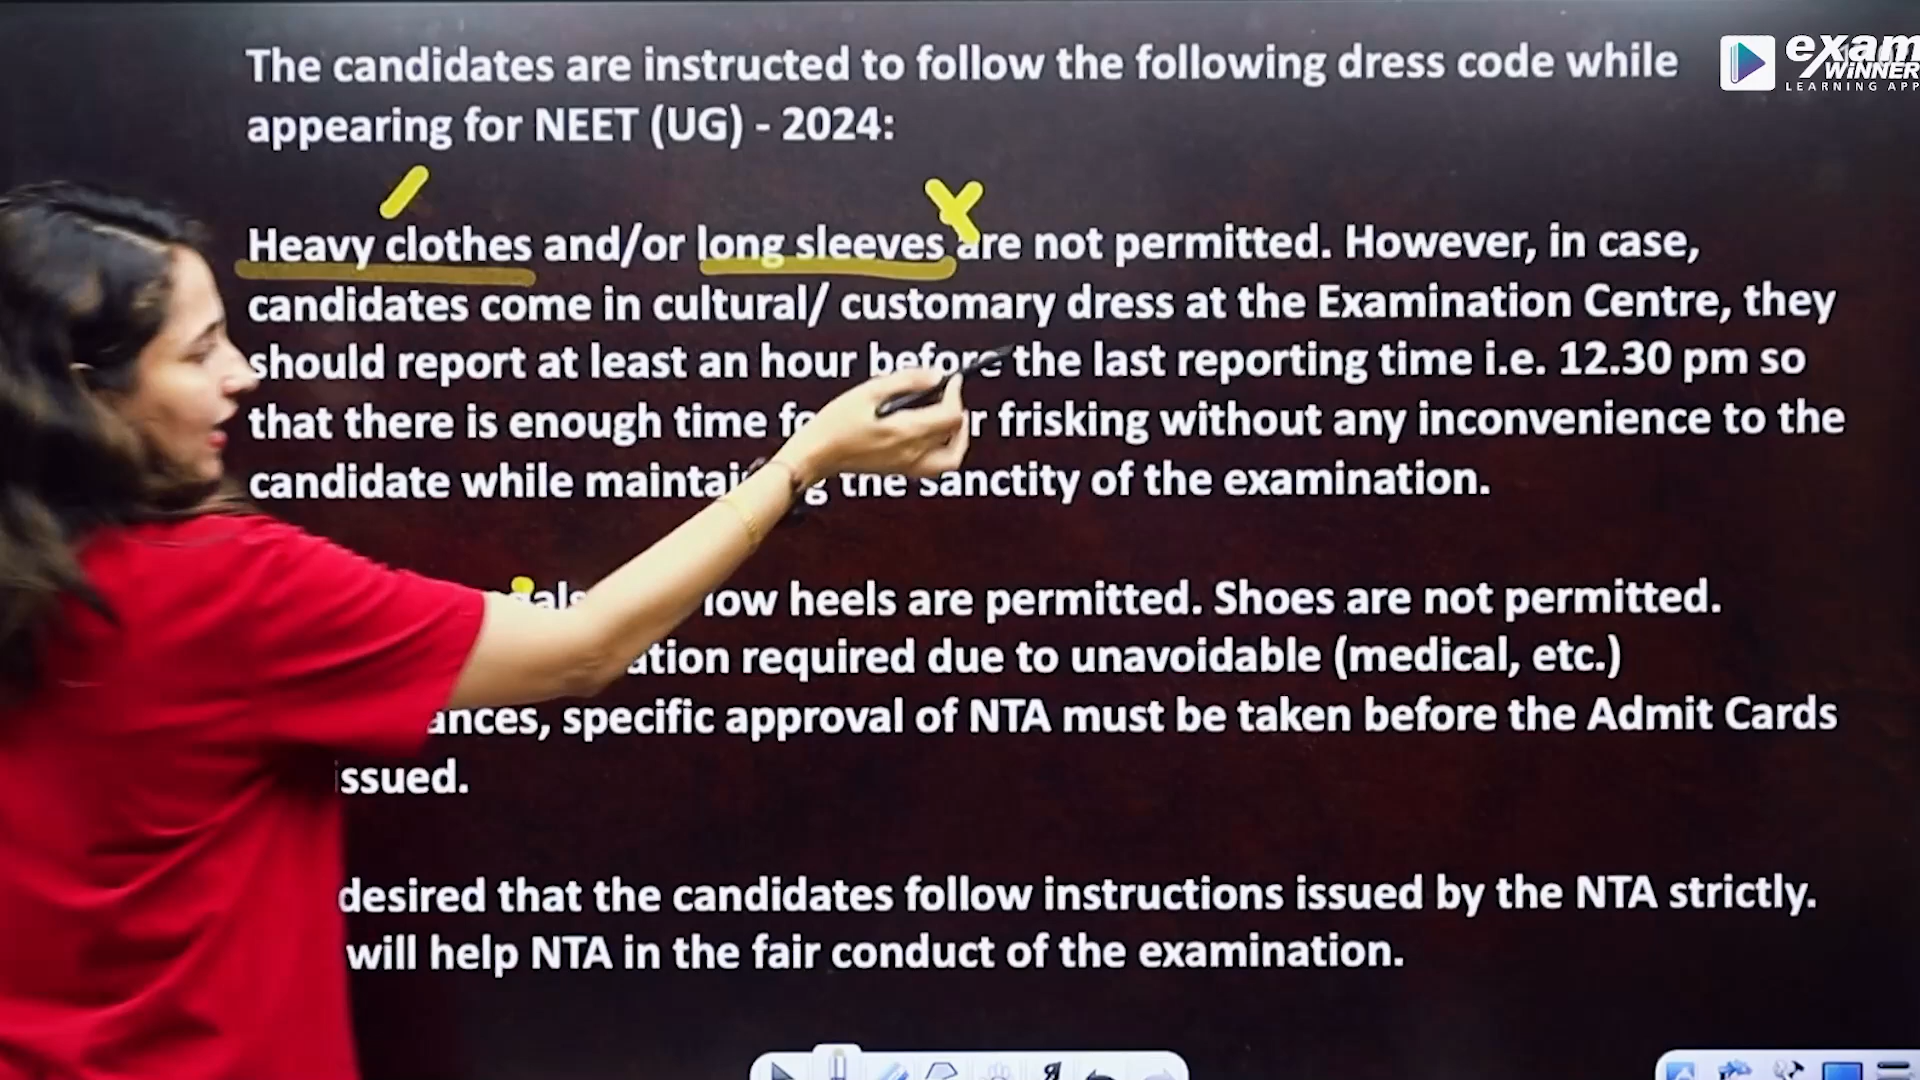 The candidates are instructed to follow the following dress code while
appearing for NEET (UG) - 2024:
Heavy clothes and/or long sleeves are not permitted. However, in case,
candidates come in cultural/ customary dress at the Examination Centre, they
should report at least an hour before the last reporting time i.e. 12.30 pm so
that there is enough time frisking without any inconvenience to the
candidate while the sanctity of the examination.
low heels are permitted. Shoes are not permitted.
required due to unavoidable (medical, etc.)
specific approval of NTA must be taken before the Admit Cards
issued.
desired that the candidates follow instructions issued by the NTA strictly.
will help NTA in the fair conduct of the examination.
exam
WiNNER
LEARNING APP